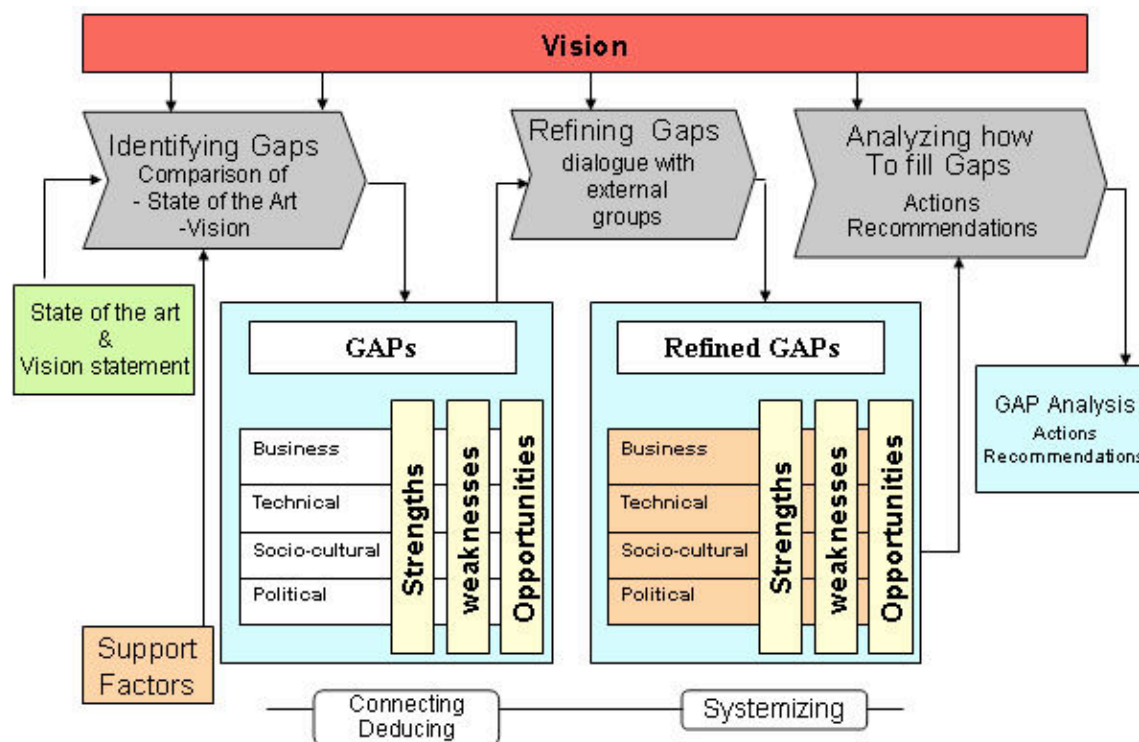 Vision
Identifying Gaps
Comparison of
- State of the Art
-Vision
Refining Gaps
dialogue with
external
groups
Analyzing how
To fill Gaps
Actions
Recommendations
State of the art
&
Vision statement
GAPs
Business
Technical
Socio-cultural
Political
Strengths
weaknesses
Opportunities
Refined GAPs
Business
Technical
Socio-cultural
Political
Strengths
weaknesses
Opportunities
GAP Analysis
Actions
Recommendations
Support
Factors
Connecting
Deducing
Systemizing